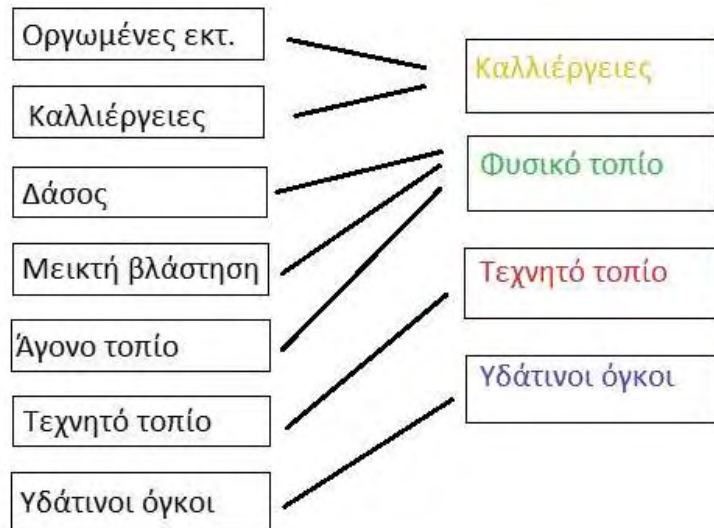 Οργωμένες εκτ.
Καλλιέργειες
Δάσος
Μεικτή βλάστηση
Άγονο τοπίο
Τεχνητό τοπίο
Υδάτινοι όγκοι
Καλλιέργειες
Φυσικό τοπίο
Τεχνητό τοπίο
Υδάτινοι όγκοι